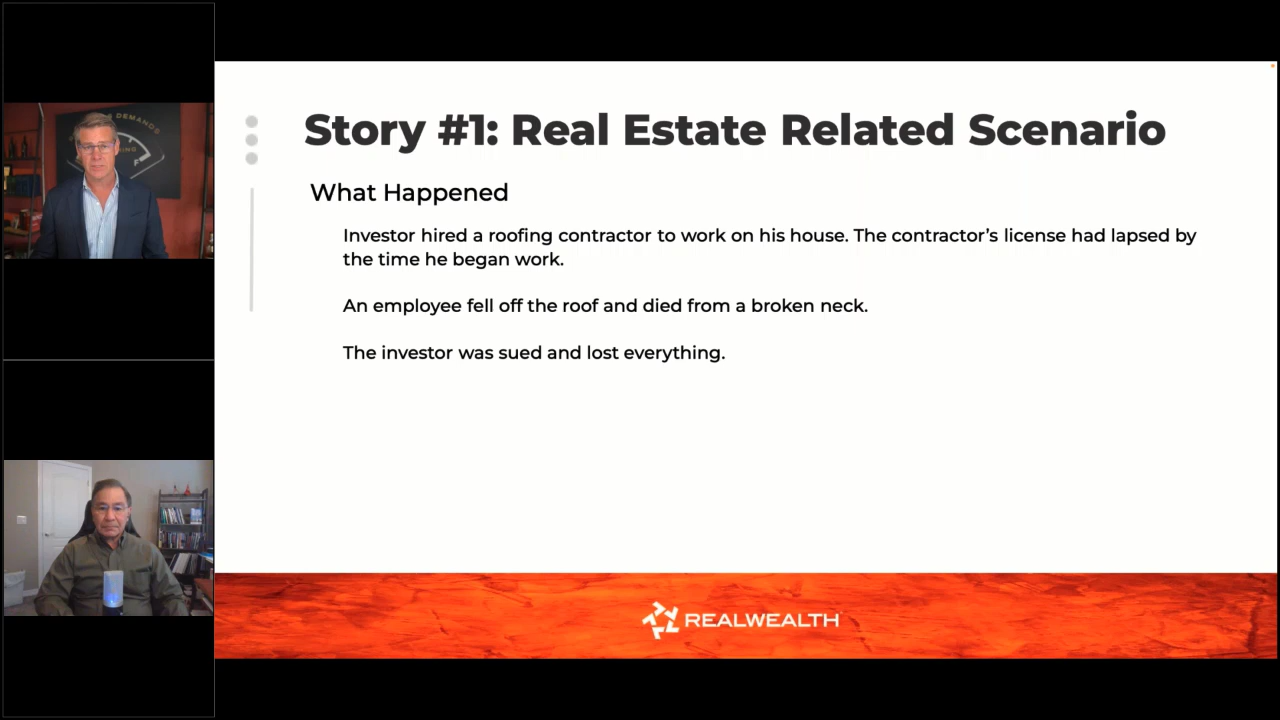 DEMANDS
Story #1: Real Estate Related Scenario
What Happened
Investor hired a roofing contractor to work on his house. The contractor’s license had lapsed by
the time he began work.
An employee fell off the roof and died from a broken neck.
The investor was sued and lost everything.
REALWEALTH